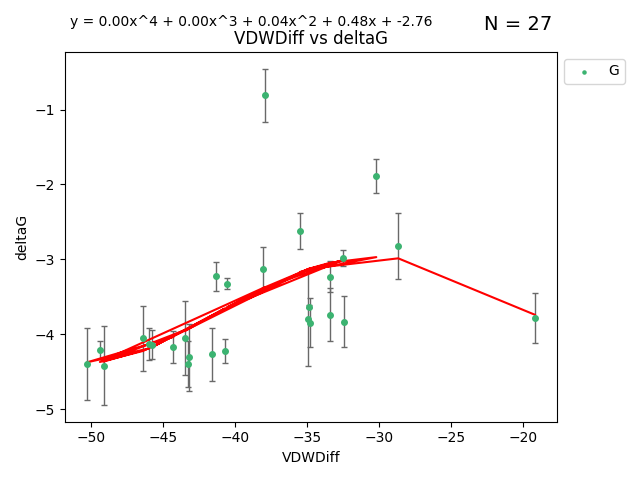 y = 0.00x^4 + 0.00x^3 + 0.04x^2 + 0.48x + -2.76
N = 27
VDWDiff vs deltaG
G
deltaG
−1
−2
−3
−4
−5
−50
−45
−40
−35
−30
−25
−20
VDWDiff